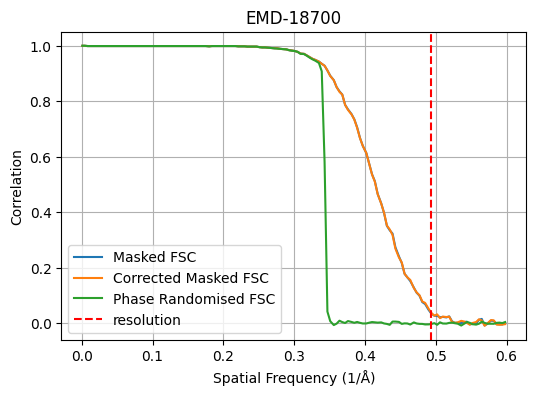 EMD-18700
1.0
0.8
0.6
0.4
0.2
0.0
Correlation
Masked FSC
Corrected Masked FSC
Phase Randomised FSC
resolution
0.0 0.1 0.2 0.3 0.4 0.5 0.6
Spatial Frequency (1/Å)